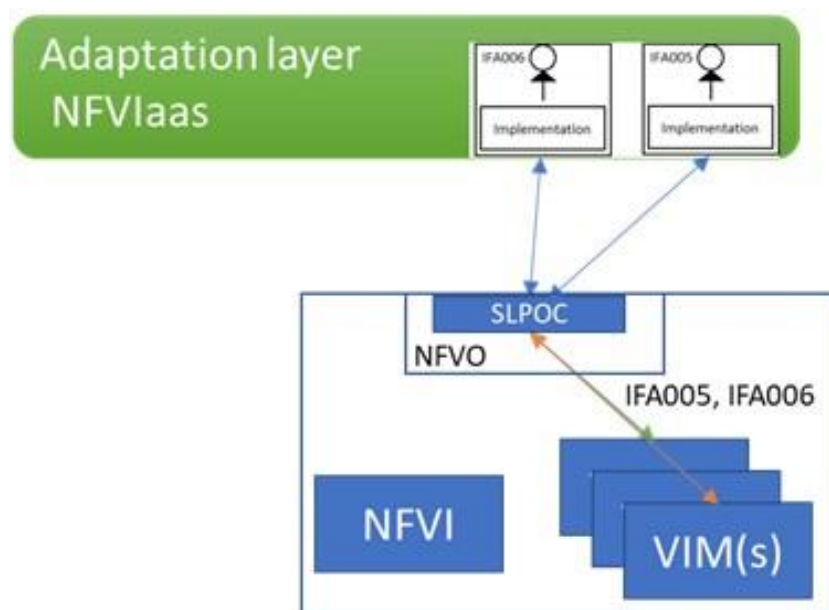 Adaptation layer
NFVIaas
IFA006
IFA005
Implementation
Implementation
SLPOC
NFVO
IFA005, IFA006
NFVI
VIM(s)